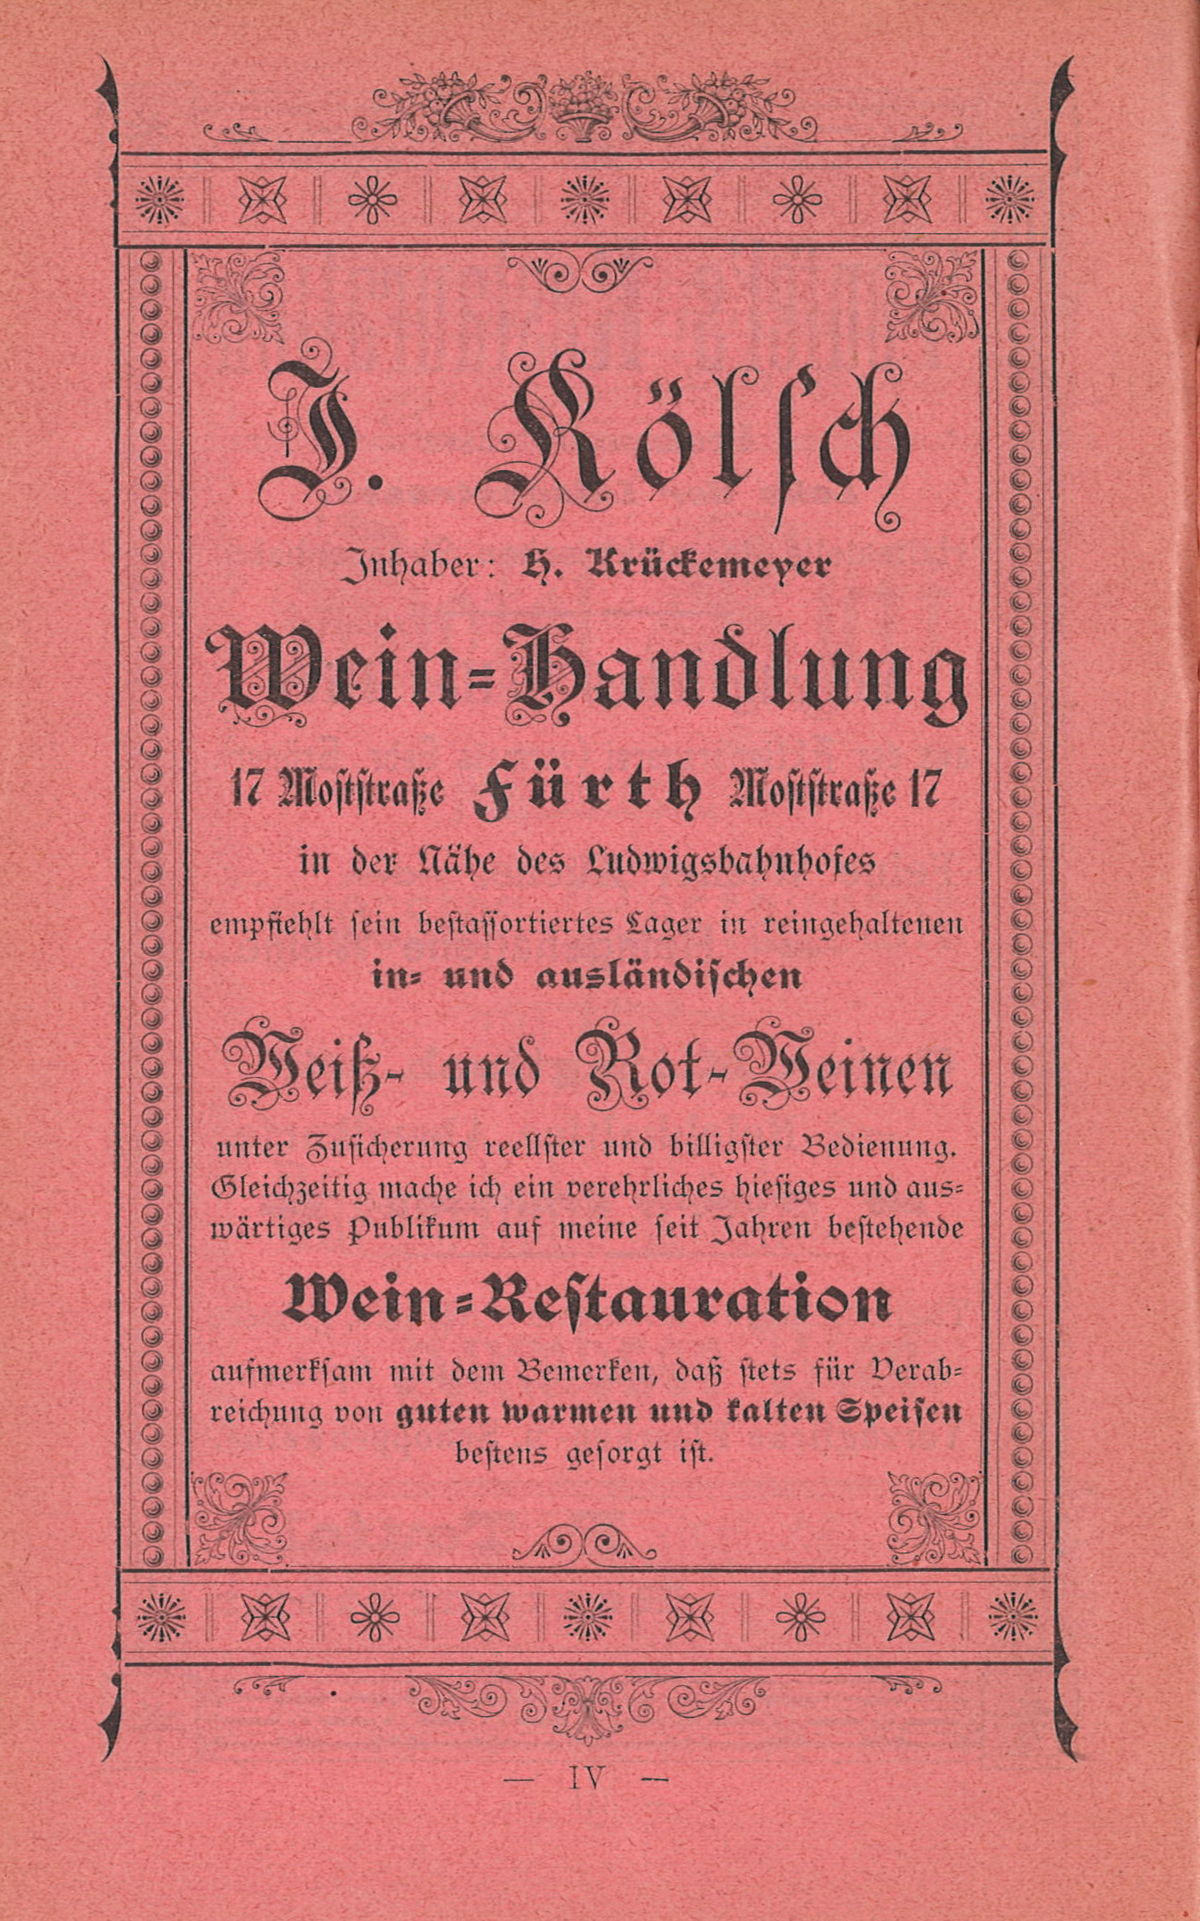 J. Kölsch
Inhaber: H. Krückemeyer
Wein-Handlung
17 Moststraße Fürth Moststraße 17
in der Nähe des Ludwigsbahnhofes
empfiehlt sein bestassortiertes Lager in reingehaltenen
in- und ausländischen
Weiß- und Rot-Weinen
unter Zusicherung reellster und billigster Bedienung.
Gleichzeitig mache ich ein verehrliches hiesiges und aus-
wärtiges Publikum auf meine seit Jahren bestehende
Wein-Restauration
aufmerksam mit dem Bemerken, daß stets für Verab-
reichung von guten warmen und kalten Speisen
bestens gesorgt ist.
— IV —